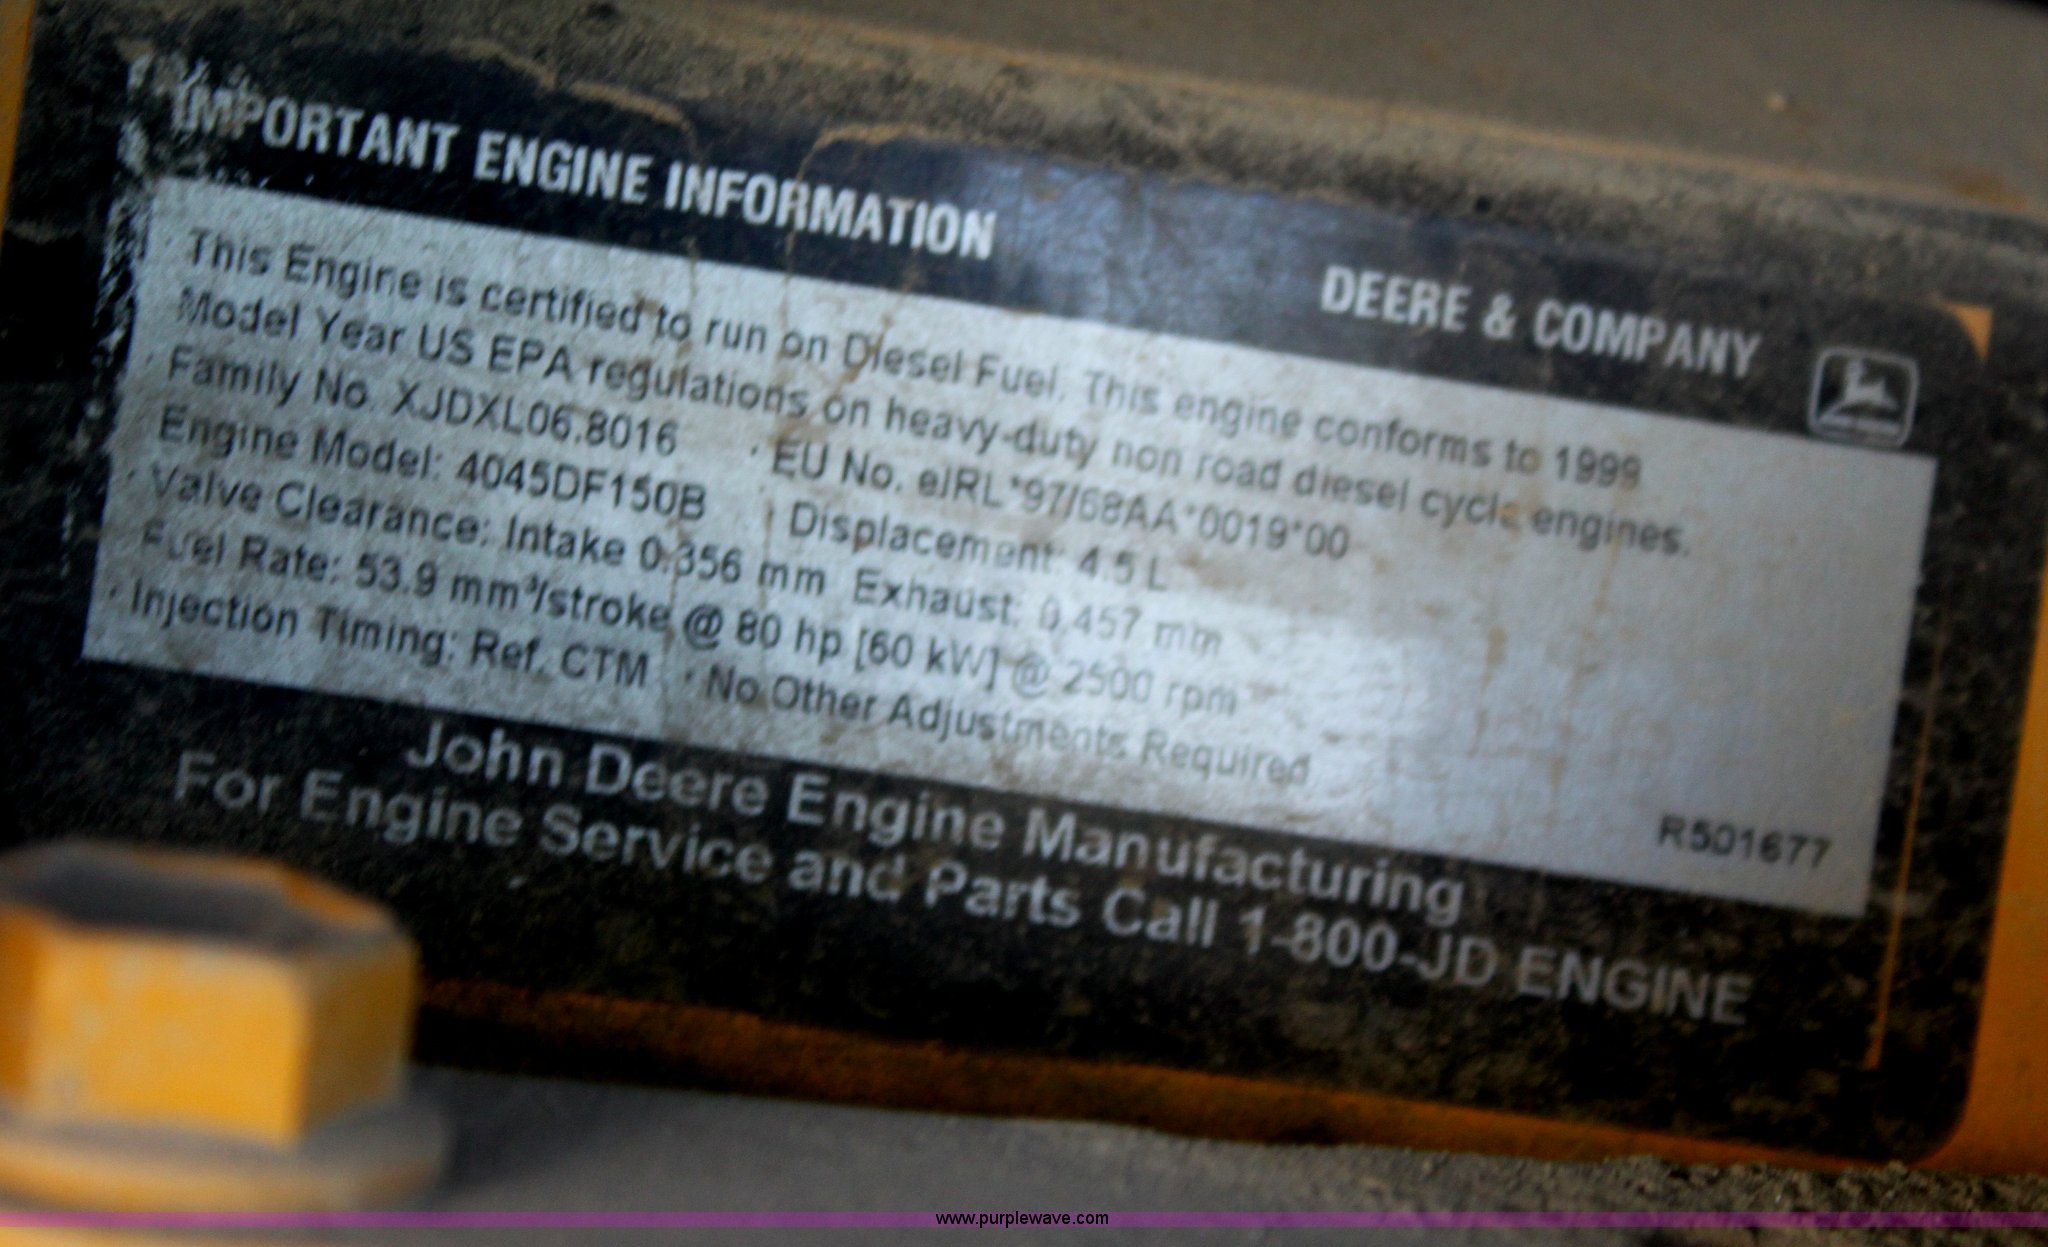 IMPORTANT ENGINE INFORMATION
DEERE & COMPANY
This Engine is certified to run on Diesel Fuel. This engine conforms to 1999
Model Year US EPA regulations on heavy-duty non road diesel cycle engines.
· Family No. XJDXL06.8016 · EU No. eIRL*97/68AA*0019*00
Engine Model: 4045DF150B · Displacement: 4.5 L
· Valve Clearance: Intake 0.356 mm Exhaust: 0.457 mm
Fuel Rate: 53.9 mm³/stroke @ 80 hp [60 kW] @ 2500 rpm
· Injection Timing: Ref. CTM · No Other Adjustments Required
R501677
John Deere Engine Manufacturing
For Engine Service and Parts Call 1-800-JD ENGINE
www.purplewave.com